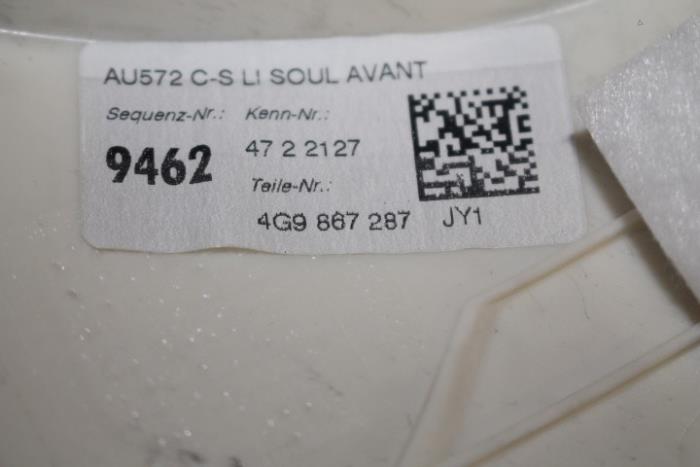 AU572 C-S LI SOUL AVANT
Sequenz-Nr.: Kenn-Nr.:
9462 47 2 2127
Teile-Nr.:
4G9 867 287 JY1